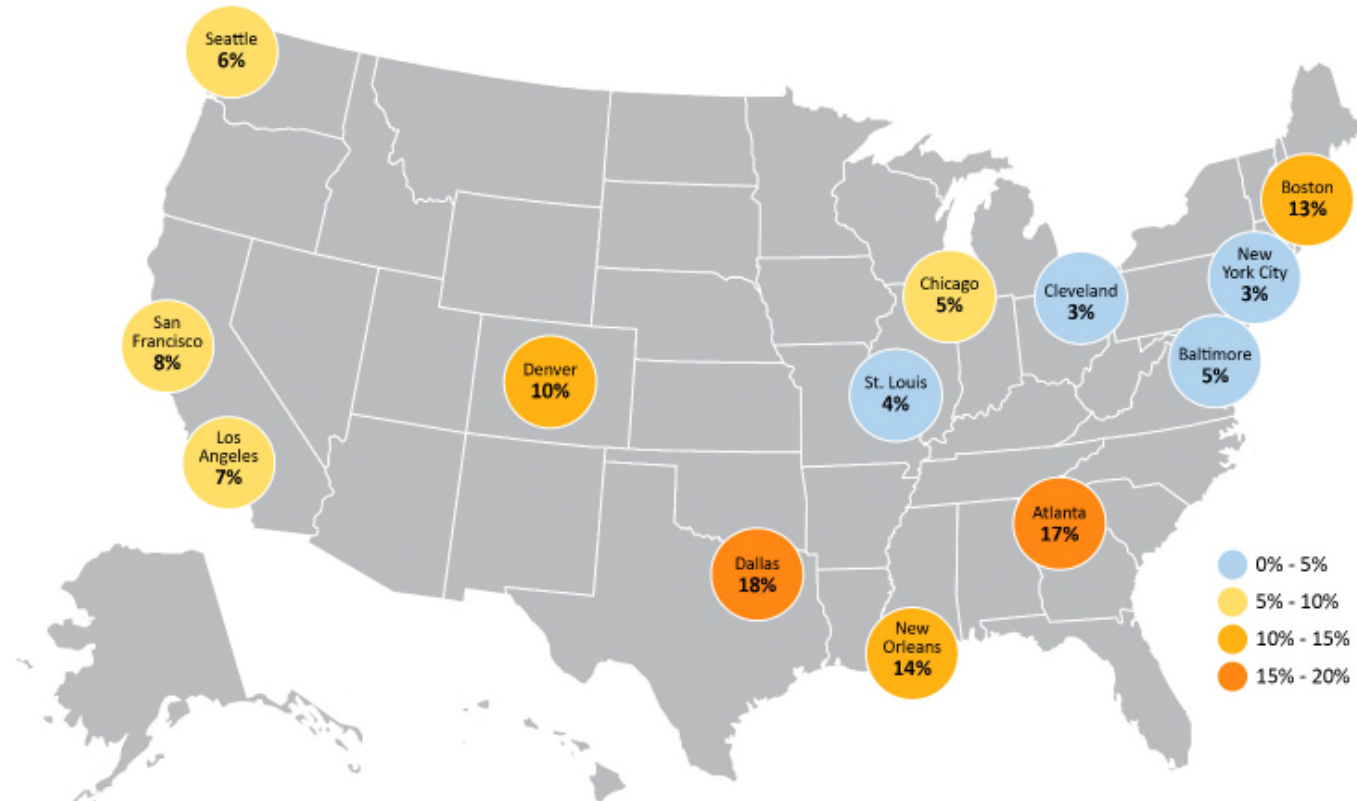 Seattle
6%
Boston
13%
New
York City
3%
Chicago
5%
Cleveland
3%
San
Francisco
8%
Baltimore
5%
Denver
10%
St. Louis
4%
Los
Angeles
7%
Atlanta
17%
Dallas
18%
New
Orleans
14%
0% - 5%
5% - 10%
10% - 15%
15% - 20%